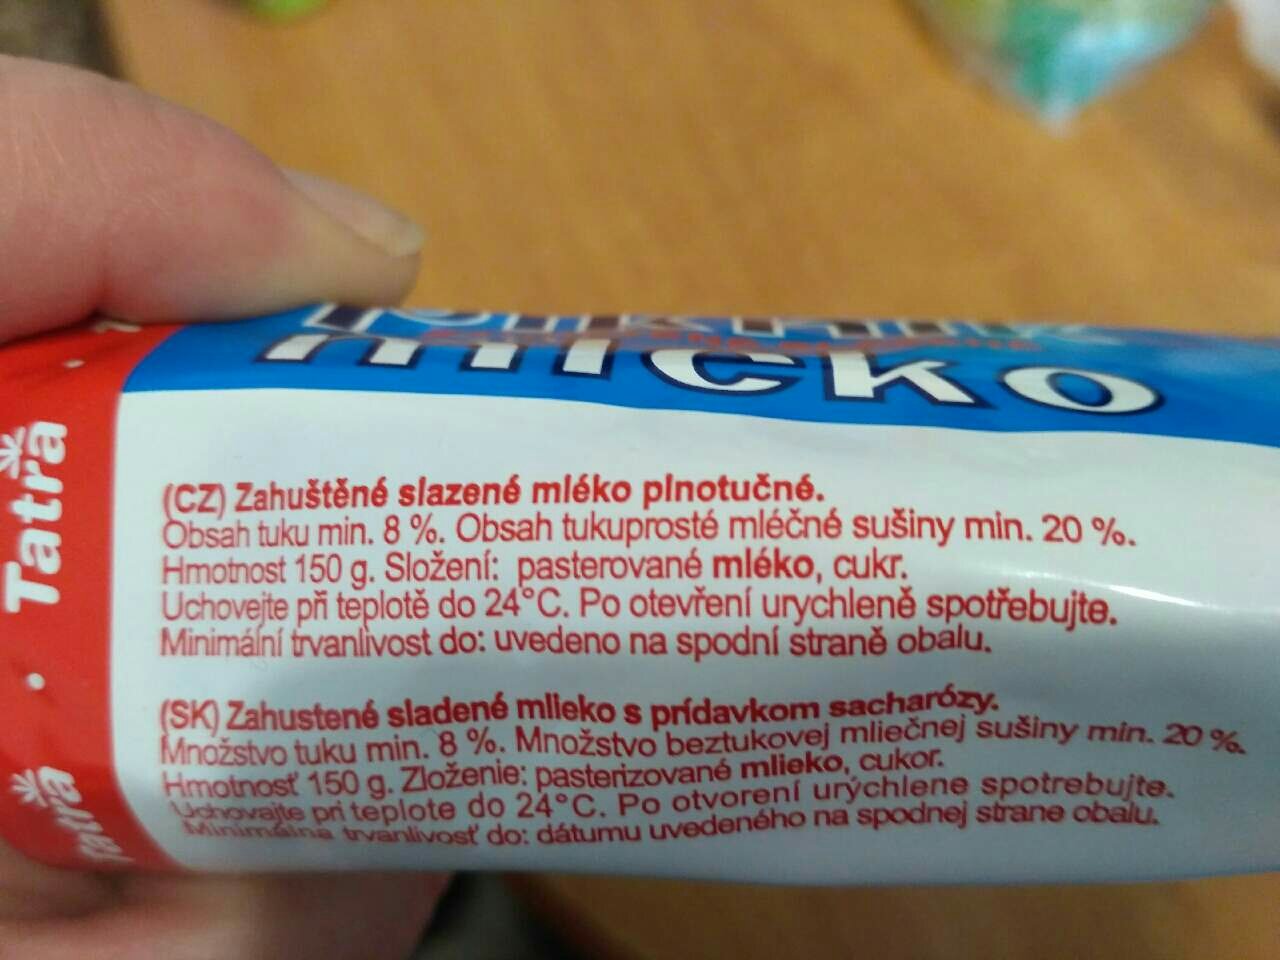 mlčko
Tatra
Tatra
(CZ) Zahuštěné slazené mléko plnotučné.
Obsah tuku min. 8 %. Obsah tukuprosté mléčné sušiny min. 20 %.
Hmotnost 150 g. Složení: pasterované mléko, cukr.
Uchovejte při teplotě do 24°C. Po otevření urychleně spotřebujte.
Minimální trvanlivost do: uvedeno na spodní straně obalu.
(SK) Zahustené sladené mlieko s prídavkom sacharózy.
Množstvo tuku min. 8 %. Množstvo beztukovej mliečnej sušiny min. 20 %.
Hmotnosť 150 g. Zloženie: pasterizované mlieko, cukor.
Uchovajte pri teplote do 24°C. Po otvorení urýchlene spotrebujte.
Minimálna trvanlivosť do: dátumu uvedeného na spodnej strane obalu.